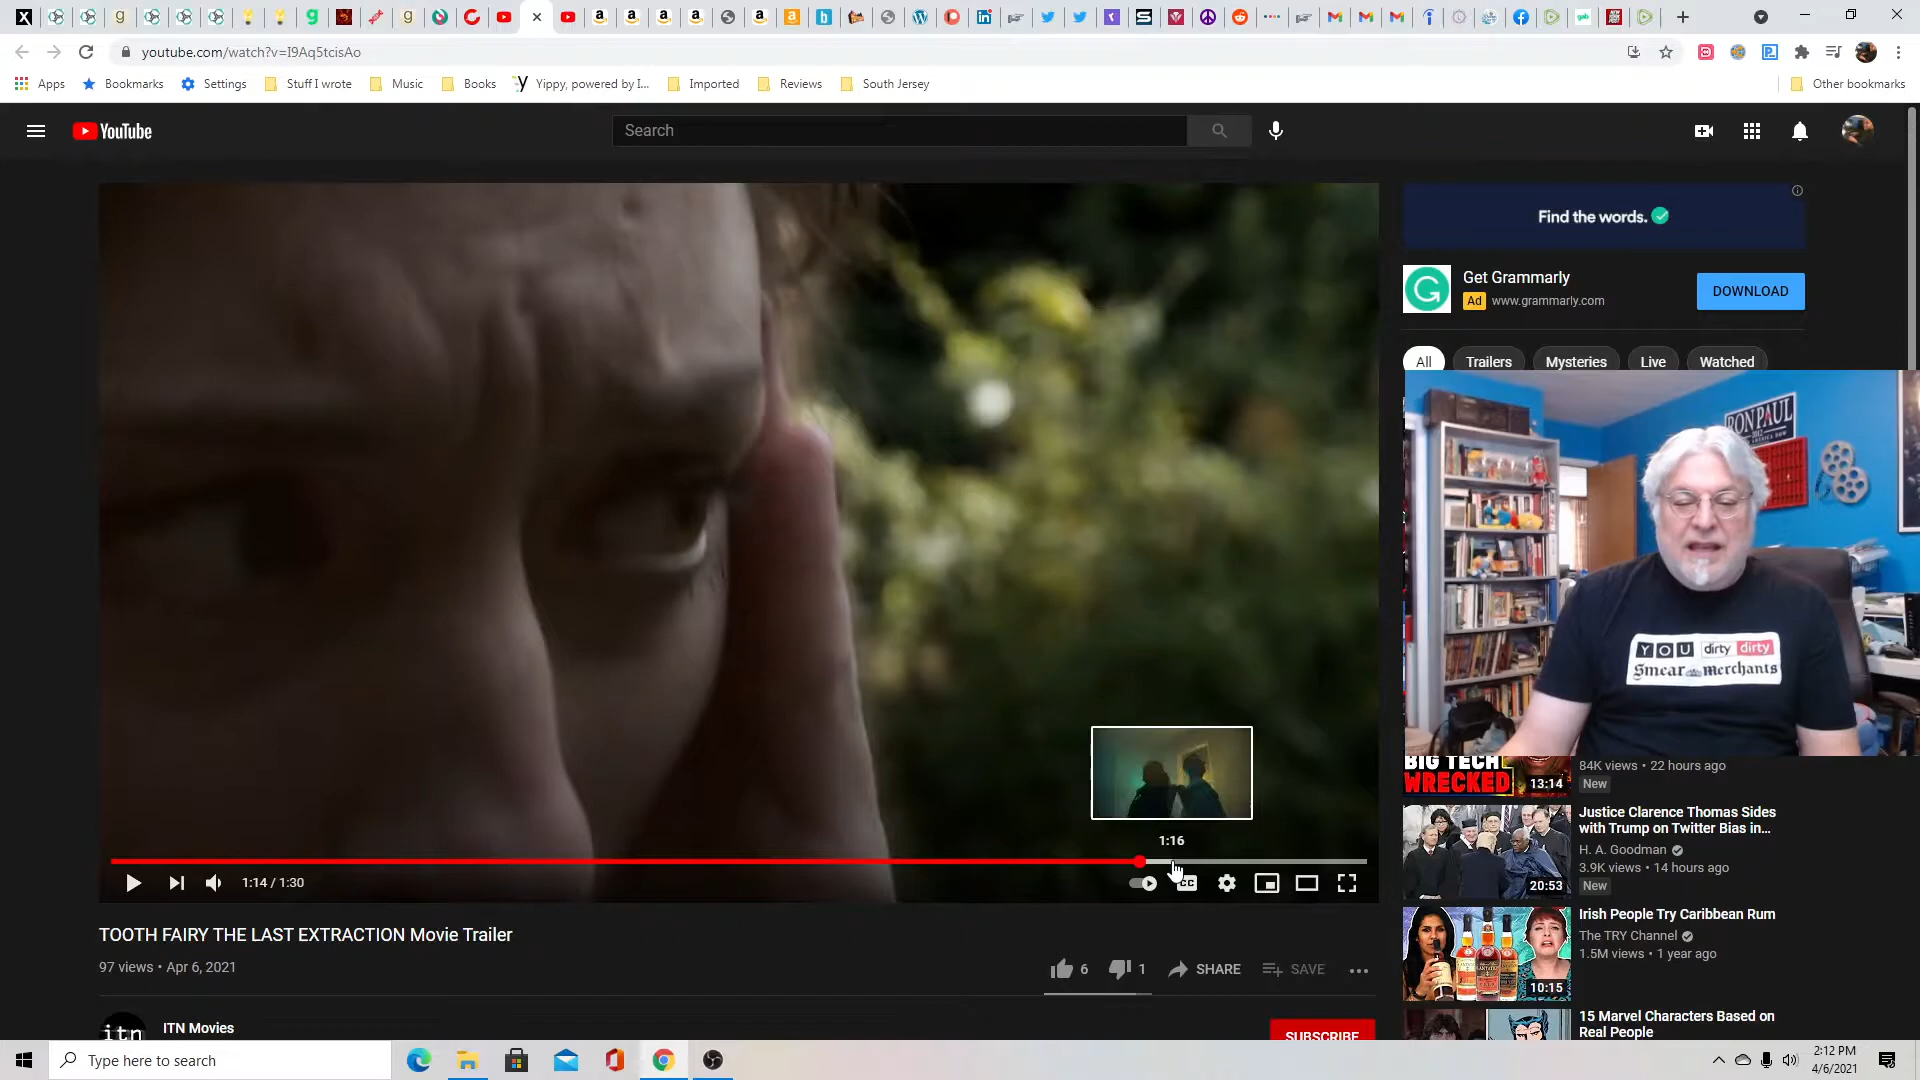 youtube.com/watch?v=I9Aq5tcisAo
Apps
Bookmarks
Settings
Stuff I wrote
Music
Books
Yippy, powered by I...
Imported
Reviews
South Jersey
Other bookmarks
YouTube
Search
Find the words.
Get Grammarly
Ad www.grammarly.com
DOWNLOAD
All
Trailers
Mysteries
Live
Watched
RON PAUL
YOU dirty dirty
Smear Merchants
1:16
1:14 / 1:30
TOOTH FAIRY THE LAST EXTRACTION Movie Trailer
97 views • Apr 6, 2021
6
1
SHARE
SAVE
itn
ITN Movies
SUBSCRIBE
BIG TECH
WRECKED
13:14
84K views • 22 hours ago
New
Justice Clarence Thomas Sides
with Trump on Twitter Bias in...
H. A. Goodman
3.9K views • 14 hours ago
New
20:53
Irish People Try Caribbean Rum
The TRY Channel
1.5M views • 1 year ago
10:15
15 Marvel Characters Based on
Real People
Type here to search
2:12 PM
4/6/2021